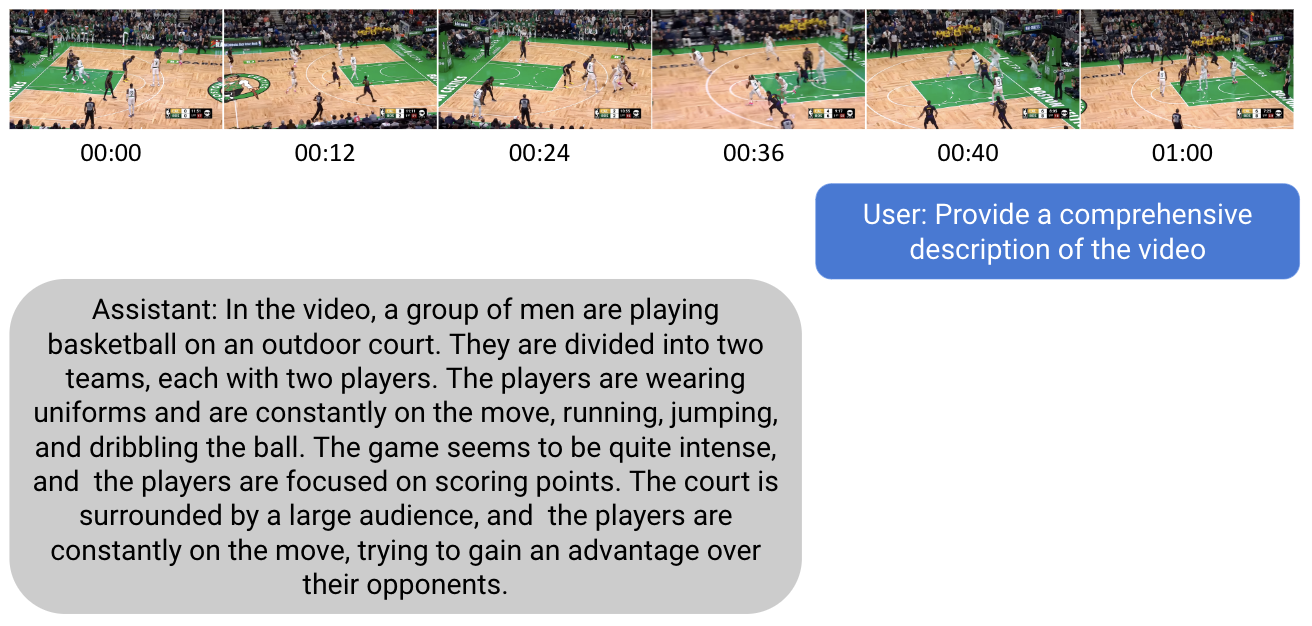 00:00
00:12
00:24
00:36
00:40
01:00
User: Provide a comprehensive
description of the video
Assistant: In the video, a group of men are playing
basketball on an outdoor court. They are divided into two
teams, each with two players. The players are wearing
uniforms and are constantly on the move, running, jumping,
and dribbling the ball. The game seems to be quite intense,
and  the players are focused on scoring points. The court is
surrounded by a large audience, and  the players are
constantly on the move, trying to gain an advantage over
their opponents.